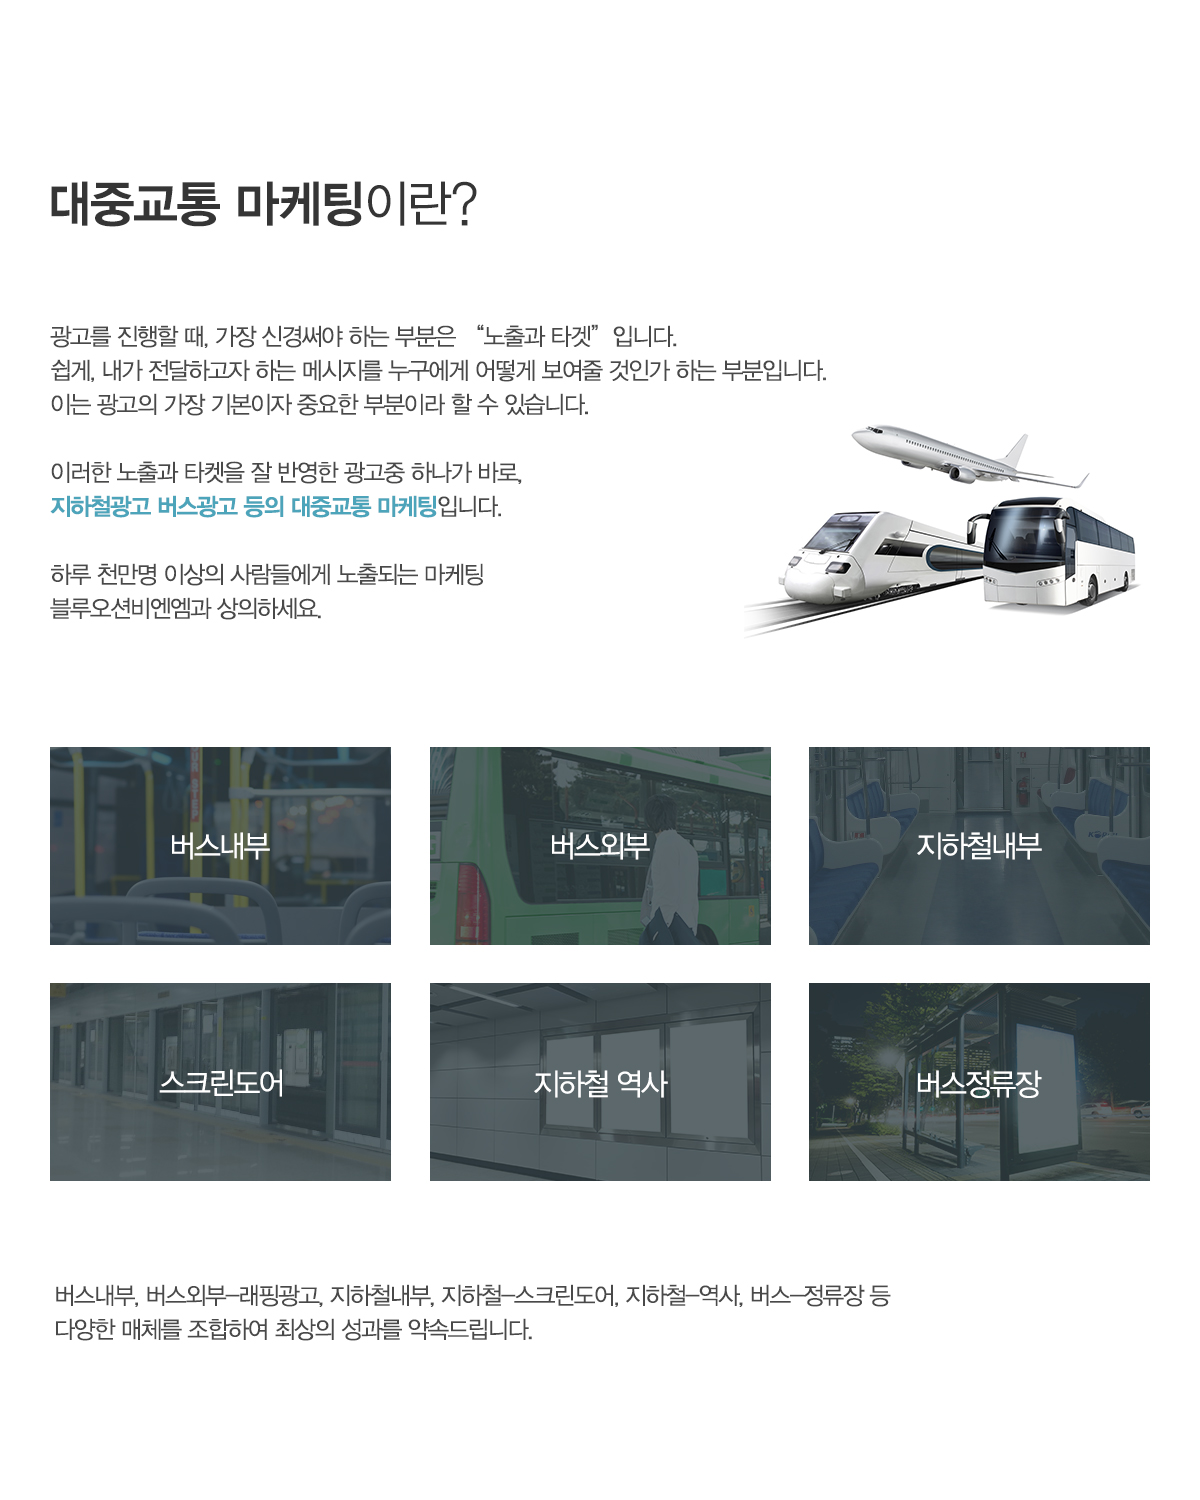 대중교통 마케팅이란?
광고를 진행할 때, 가장 신경써야 하는 부분은 “노출과 타겟” 입니다.
쉽게, 내가 전달하고자 하는 메시지를 누구에게 어떻게 보여줄 것인가 하는 부분입니다.
이는 광고의 가장 기본이자 중요한 부분이라 할 수 있습니다.
이러한 노출과 타켓을 잘 반영한 광고중 하나가 바로,
지하철광고 버스광고 등의 대중교통 마케팅입니다.
하루 천만명 이상의 사람들에게 노출되는 마케팅
블루오션비엔엠과 상의하세요.
버스내부
버스외부
지하철내부
스크린도어
지하철 역사
버스정류장
버스내부, 버스외부-래핑광고, 지하철내부, 지하철-스크린도어, 지하철-역사, 버스-정류장 등
다양한 매체를 조합하여 최상의 성과를 약속드립니다.